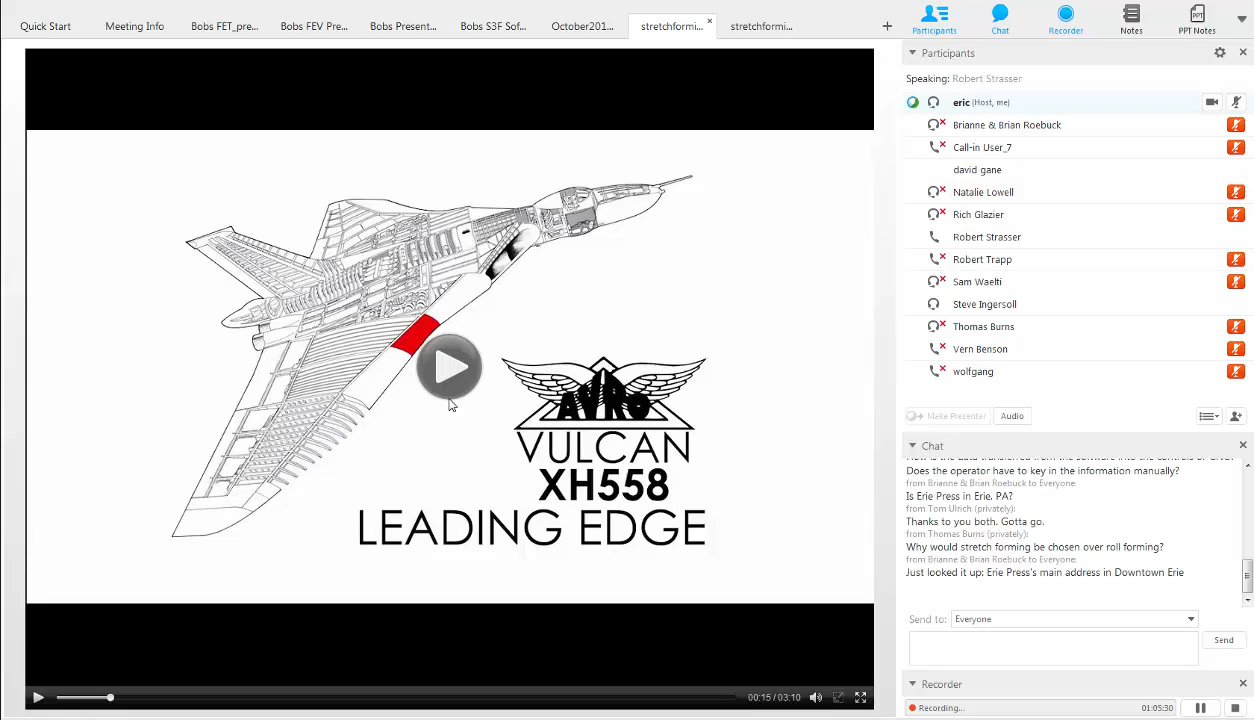 Quick Start Meeting Info Bobs FET_pre... Bobs FEV Pre... Bobs Present... Bobs S3F Sof... October201... stretchformi... stretchformi...
Participants Chat Recorder Notes PPT Notes
Participants
Speaking: Robert Strasser
eric (Host, me)
Brianne & Brian Roebuck
Call-in User_7
david gane
Natalie Lowell
Rich Glazier
Robert Strasser
Robert Trapp
Sam Waelti
Steve Ingersoll
Thomas Burns
Vern Benson
wolfgang
Make Presenter Audio
Chat
Does the operator have to key in the information manually?
from Brianne & Brian Roebuck to Everyone:
Is Erie Press in Erie, PA?
from Tom Ulrich (privately):
Thanks to you both. Gotta go.
from Thomas Burns (privately):
Why would stretch forming be chosen over roll forming?
from Brianne & Brian Roebuck to Everyone:
Just looked it up: Erie Press's main address in Downtown Erie
Send to: Everyone
Send
Recorder
Recording... 01:05:30
AVRO
VULCAN
XH558
LEADING EDGE
00:15 / 03:10